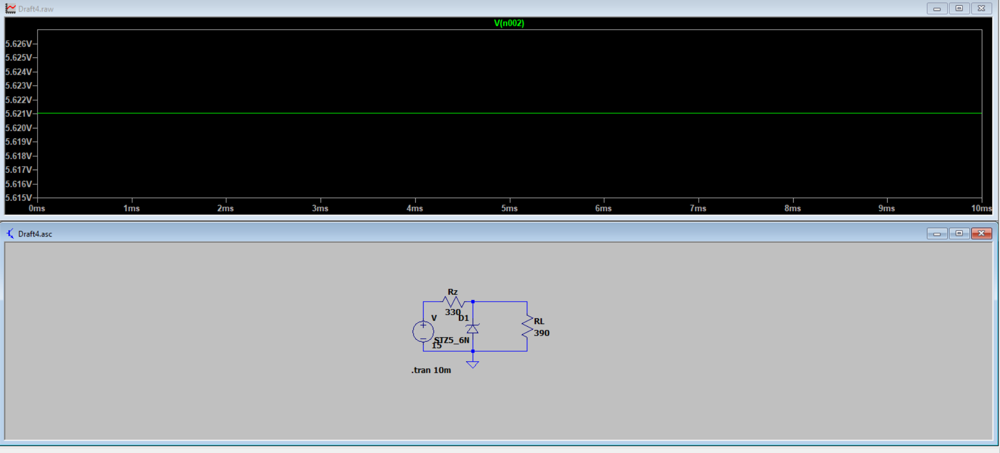 Draft4.raw
V(n002)
5.626V
5.625V
5.624V
5.623V
5.622V
5.621V
5.620V
5.619V
5.618V
5.617V
5.616V
5.615V
0ms 1ms 2ms 3ms 4ms 5ms 6ms 7ms 8ms 9ms 10ms
Draft4.asc
Rz
330
V
D1
RL
390
STZ5_6N
15
.tran 10m